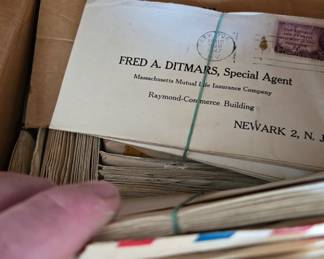 FRED A. DITMARS, Special Agent
Massachusetts Mutual Life Insurance Company
Raymond-Commerce Building
NEWARK 2, N. J